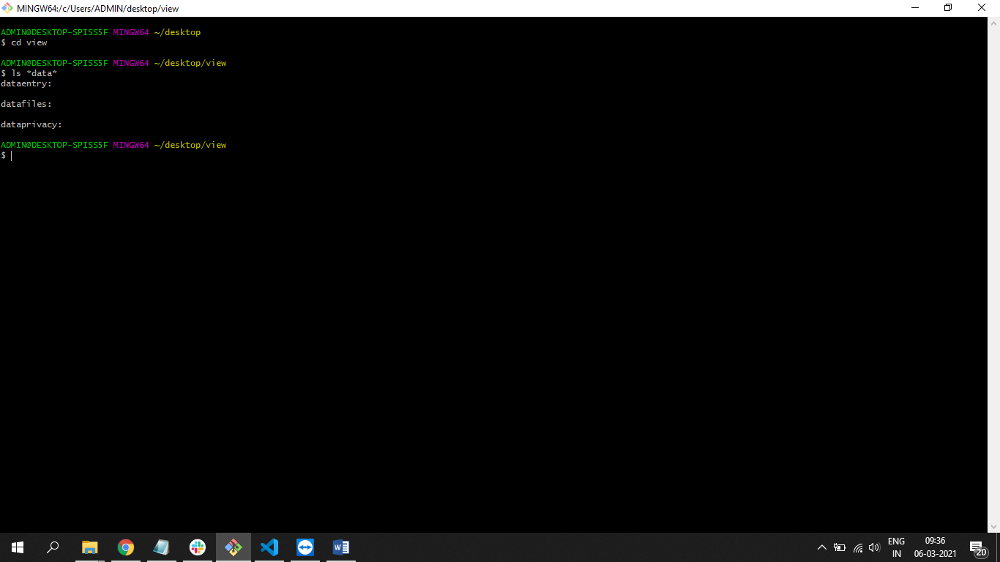 MINGW64:/c/Users/ADMIN/desktop/view
ADMIN@DESKTOP-SPISS5F MINGW64 ~/desktop
$ cd view
ADMIN@DESKTOP-SPISS5F MINGW64 ~/desktop/view
$ ls *data*
dataentry:
datafiles:
dataprivacy:
ADMIN@DESKTOP-SPISS5F MINGW64 ~/desktop/view
$
ENG
IN
09:36
06-03-2021
20